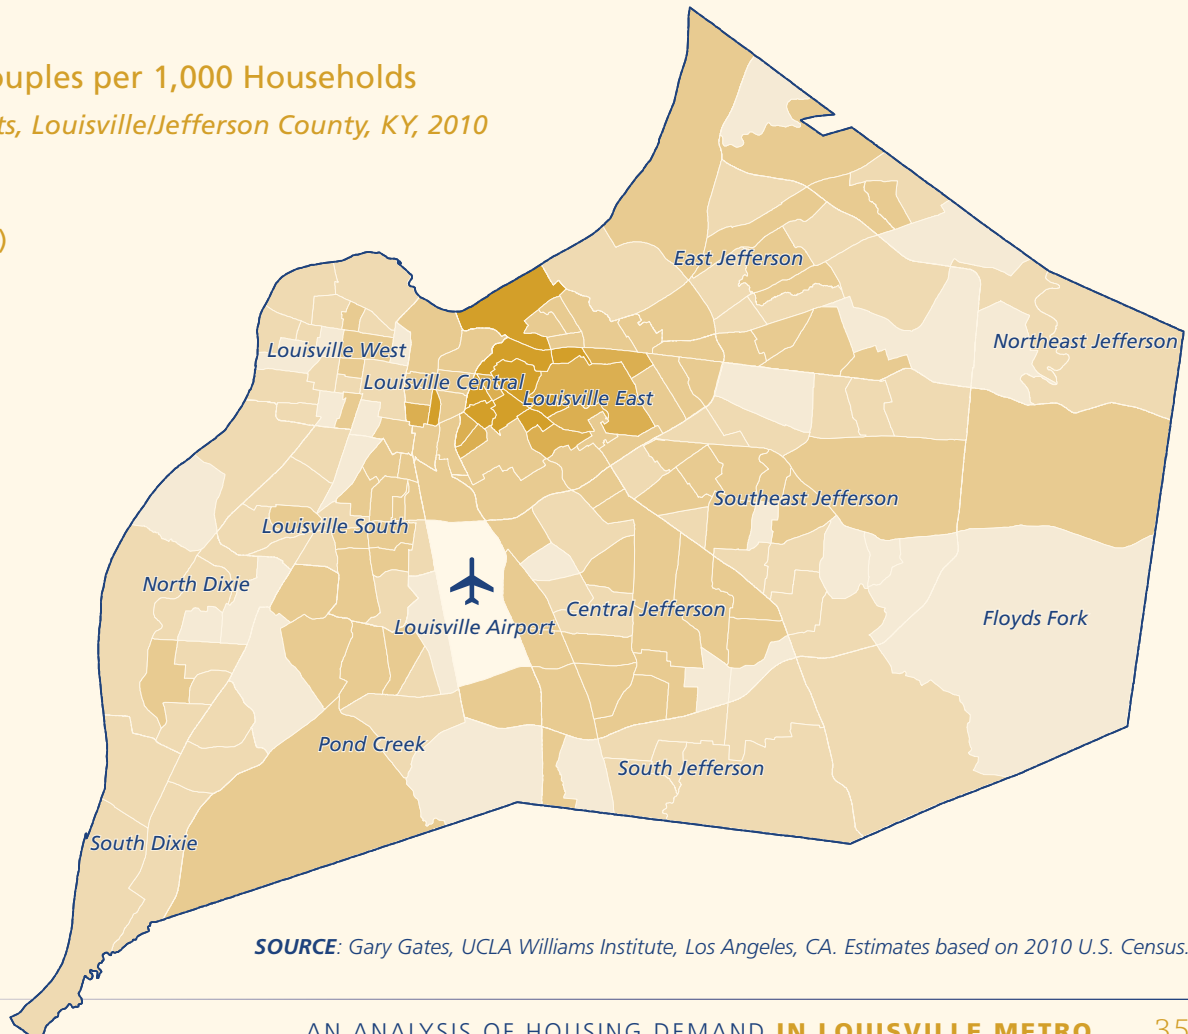 ouples per 1,000 Households
ts, Louisville/Jefferson County, KY, 2010
)
East Jefferson
Northeast Jefferson
Louisville West
Louisville Central
Louisville East
Southeast Jefferson
Louisville South
North Dixie
Central Jefferson
Floyds Fork
Louisville Airport
Pond Creek
South Jefferson
South Dixie
SOURCE: Gary Gates, UCLA Williams Institute, Los Angeles, CA. Estimates based on 2010 U.S. Census.
AN ANALYSIS OF HOUSING DEMAND IN LOUISVILLE METRO 35